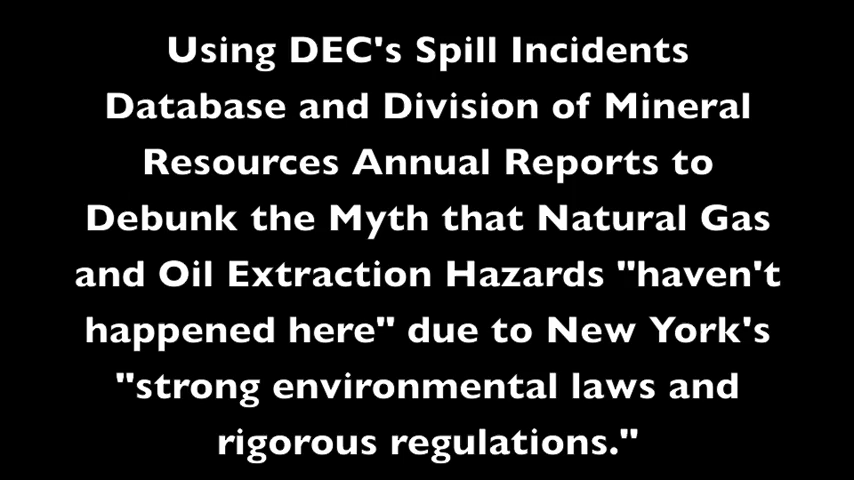 Using DEC's Spill Incidents
Database and Division of Mineral
Resources Annual Reports to
Debunk the Myth that Natural Gas
and Oil Extraction Hazards "haven't
happened here" due to New York's
"strong environmental laws and
rigorous regulations."